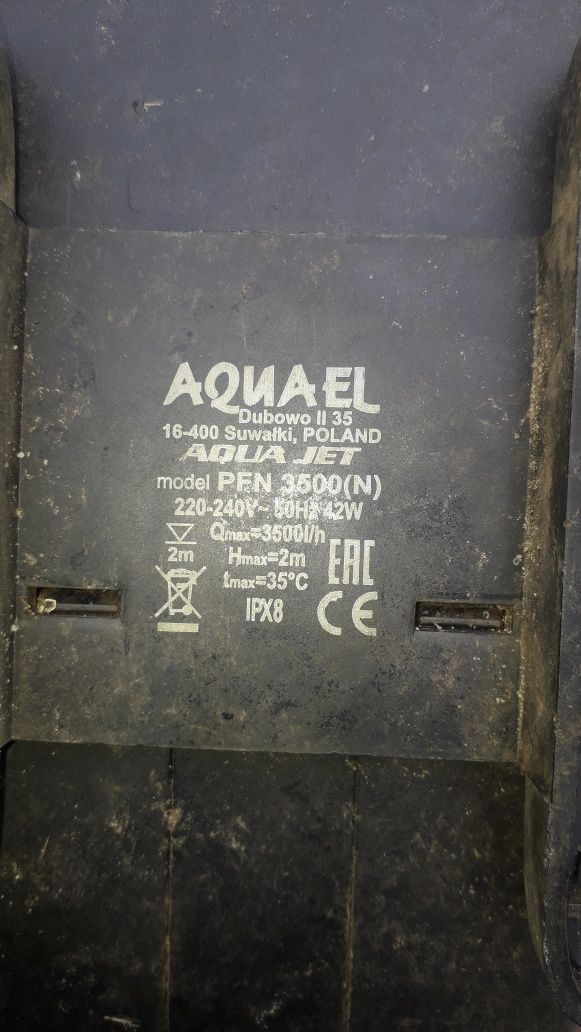 AQUAEL
Dubowo II 35
16-400 Suwałki, POLAND
AQUA JET
model PFN 3500(N)
220-240V~ 50Hz 42W
Qmax=3500l/h
2m
Hmax=2m
tmax=35°C
EAC
IPX8
CE